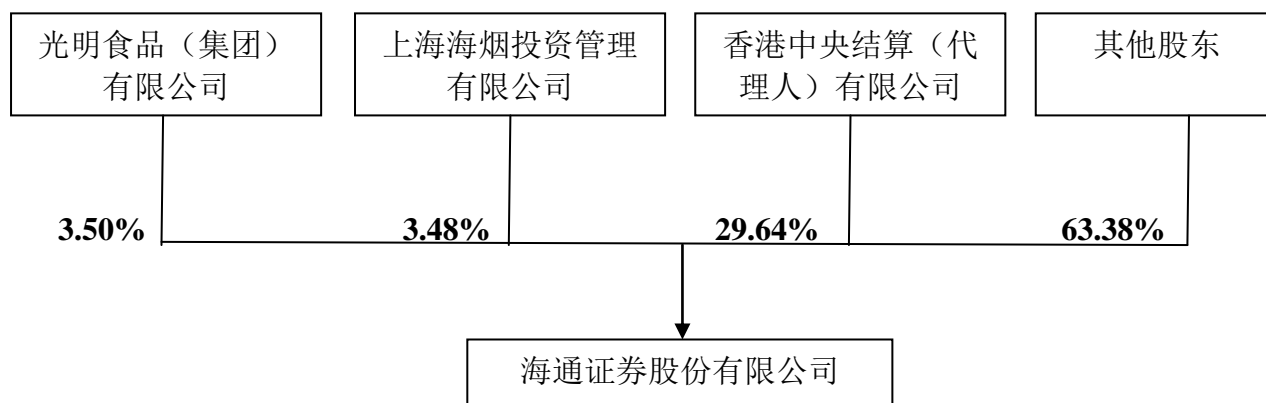 光明食品（集团）
有限公司
上海海烟投资管理
有限公司
香港中央结算（代
理人）有限公司
其他股东
3.50%
3.48%
29.64%
63.38%
海通证券股份有限公司